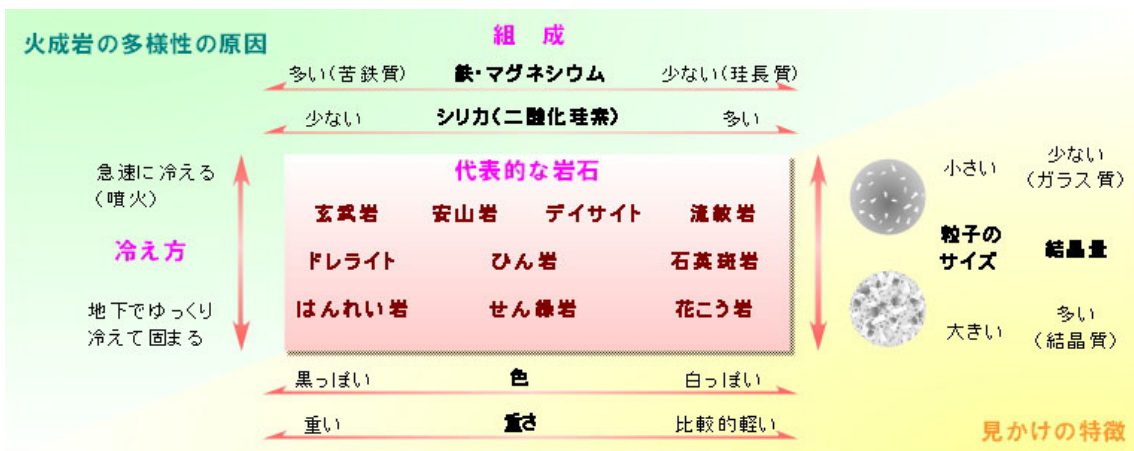 火成岩の多様性の原因
組 成
多い(苦鉄質) 鉄・マグネシウム 少ない(珪長質)
少ない シリカ(二酸化珪素) 多い
急速に冷える
(噴火)
冷え方
地下でゆっくり
冷えて固まる
代表的な岩石
玄武岩 安山岩 デイサイト 流紋岩
ドレライト ひん岩 石英斑岩
はんれい岩 せん緑岩 花こう岩
小さい
粒子の
サイズ
大きい
少ない
(ガラス質)
結晶量
多い
(結晶質)
黒っぽい 色 白っぽい
重い 重さ 比較的軽い
見かけの特徴